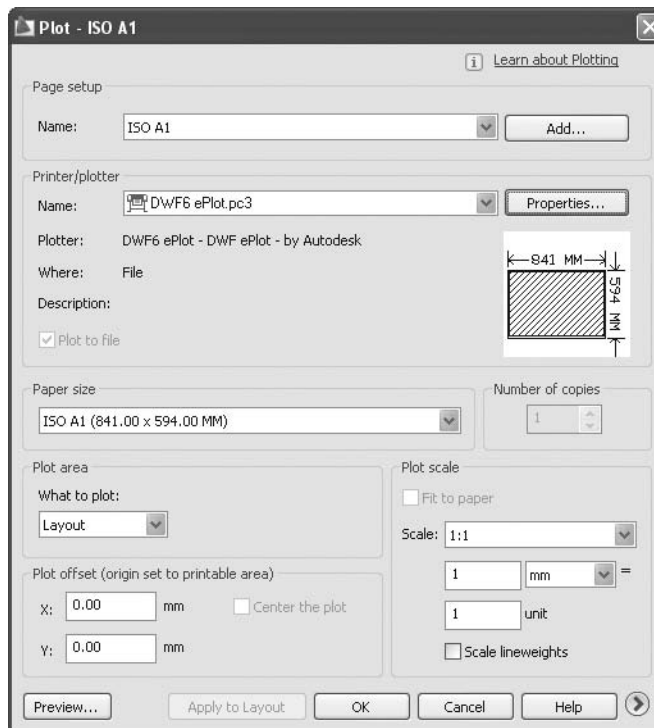 Plot - ISO A1
Learn about Plotting
Page setup
Name: ISO A1 Add...
Printer/plotter
Name: DWF6 ePlot.pc3 Properties...
Plotter: DWF6 ePlot - DWF ePlot - by Autodesk
Where: File
Description:
Plot to file
841 MM
594 MM
Paper size
ISO A1 (841.00 x 594.00 MM)
Number of copies
1
Plot area
What to plot:
Layout
Plot offset (origin set to printable area)
X: 0.00 mm Center the plot
Y: 0.00 mm
Plot scale
Fit to paper
Scale: 1:1
1 mm =
1 unit
Scale lineweights
Preview... Apply to Layout OK Cancel Help